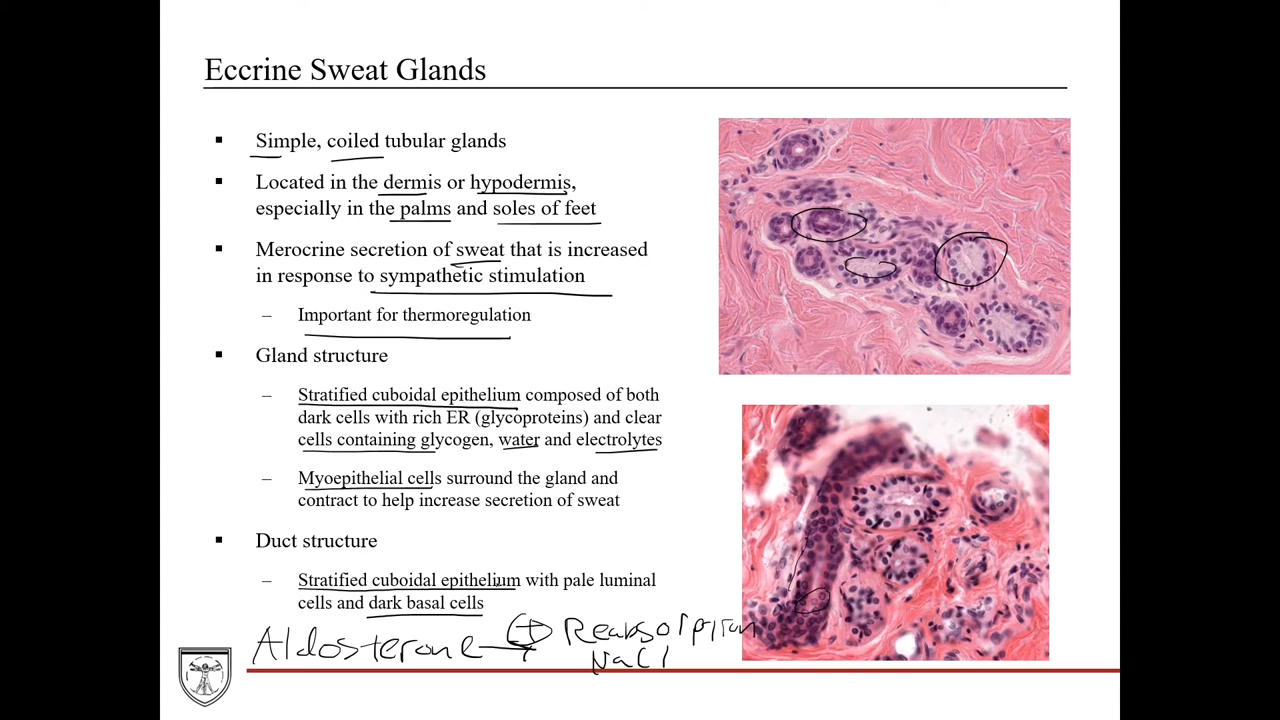 Eccrine Sweat Glands
▪ Simple, coiled tubular glands
▪ Located in the dermis or hypodermis,
especially in the palms and soles of feet
▪ Merocrine secretion of sweat that is increased
in response to sympathetic stimulation
– Important for thermoregulation
▪ Gland structure
– Stratified cuboidal epithelium composed of both
dark cells with rich ER (glycoproteins) and clear
cells containing glycogen, water and electrolytes
– Myoepithelial cells surround the gland and
contract to help increase secretion of sweat
▪ Duct structure
– Stratified cuboidal epithelium with pale luminal
cells and dark basal cells
Aldosterone → ⊕ Reabsorption
NaCl